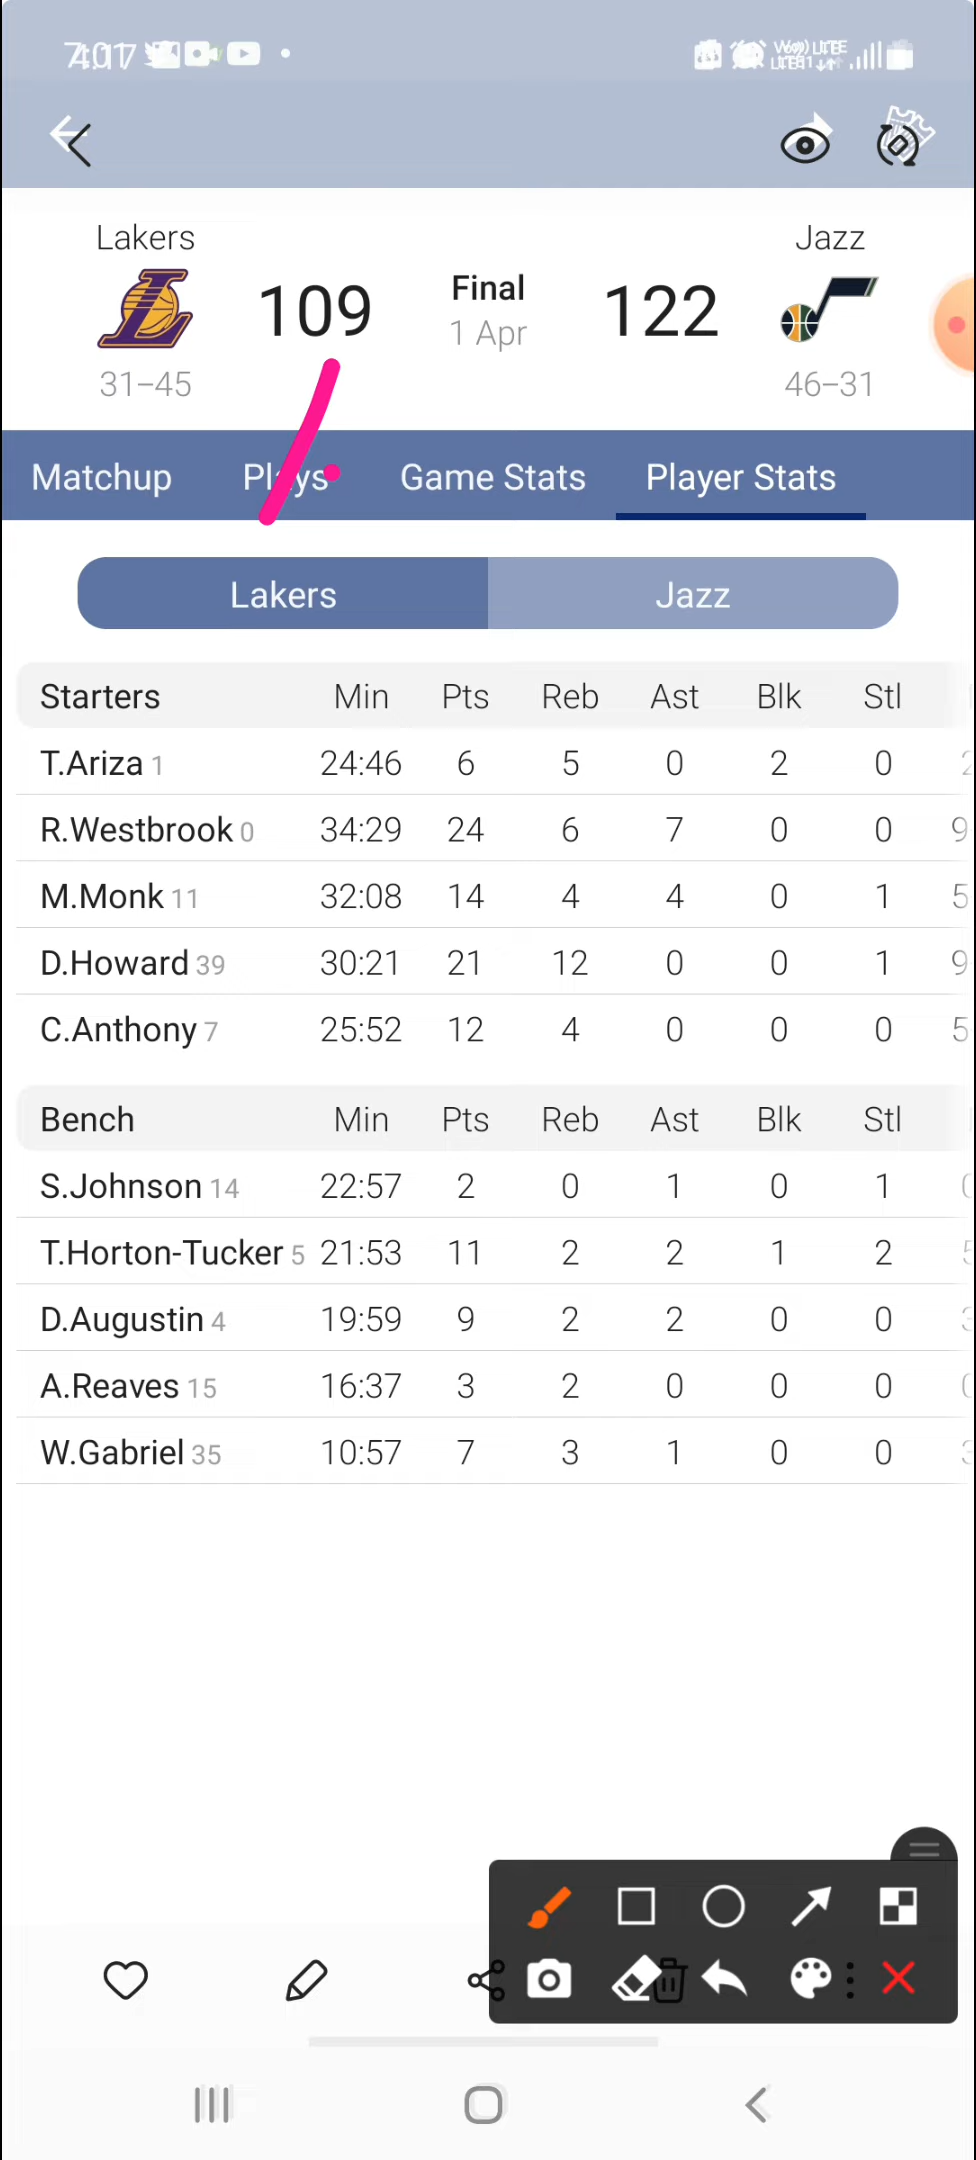 Lakers
Jazz
109
Final
1 Apr
122
31–45
46–31
Matchup Plays Game Stats Player Stats
Lakers Jazz
Starters Min Pts Reb Ast Blk Stl
T.Ariza 1 24:46 6 5 0 2 0
R.Westbrook 0 34:29 24 6 7 0 0 9
M.Monk 11 32:08 14 4 4 0 1 5
D.Howard 39 30:21 21 12 0 0 1 9
C.Anthony 7 25:52 12 4 0 0 0 5
Bench Min Pts Reb Ast Blk Stl
S.Johnson 14 22:57 2 0 1 0 1
T.Horton-Tucker 5 21:53 11 2 2 1 2
D.Augustin 4 19:59 9 2 2 0 0
A.Reaves 15 16:37 3 2 0 0 0
W.Gabriel 35 10:57 7 3 1 0 0